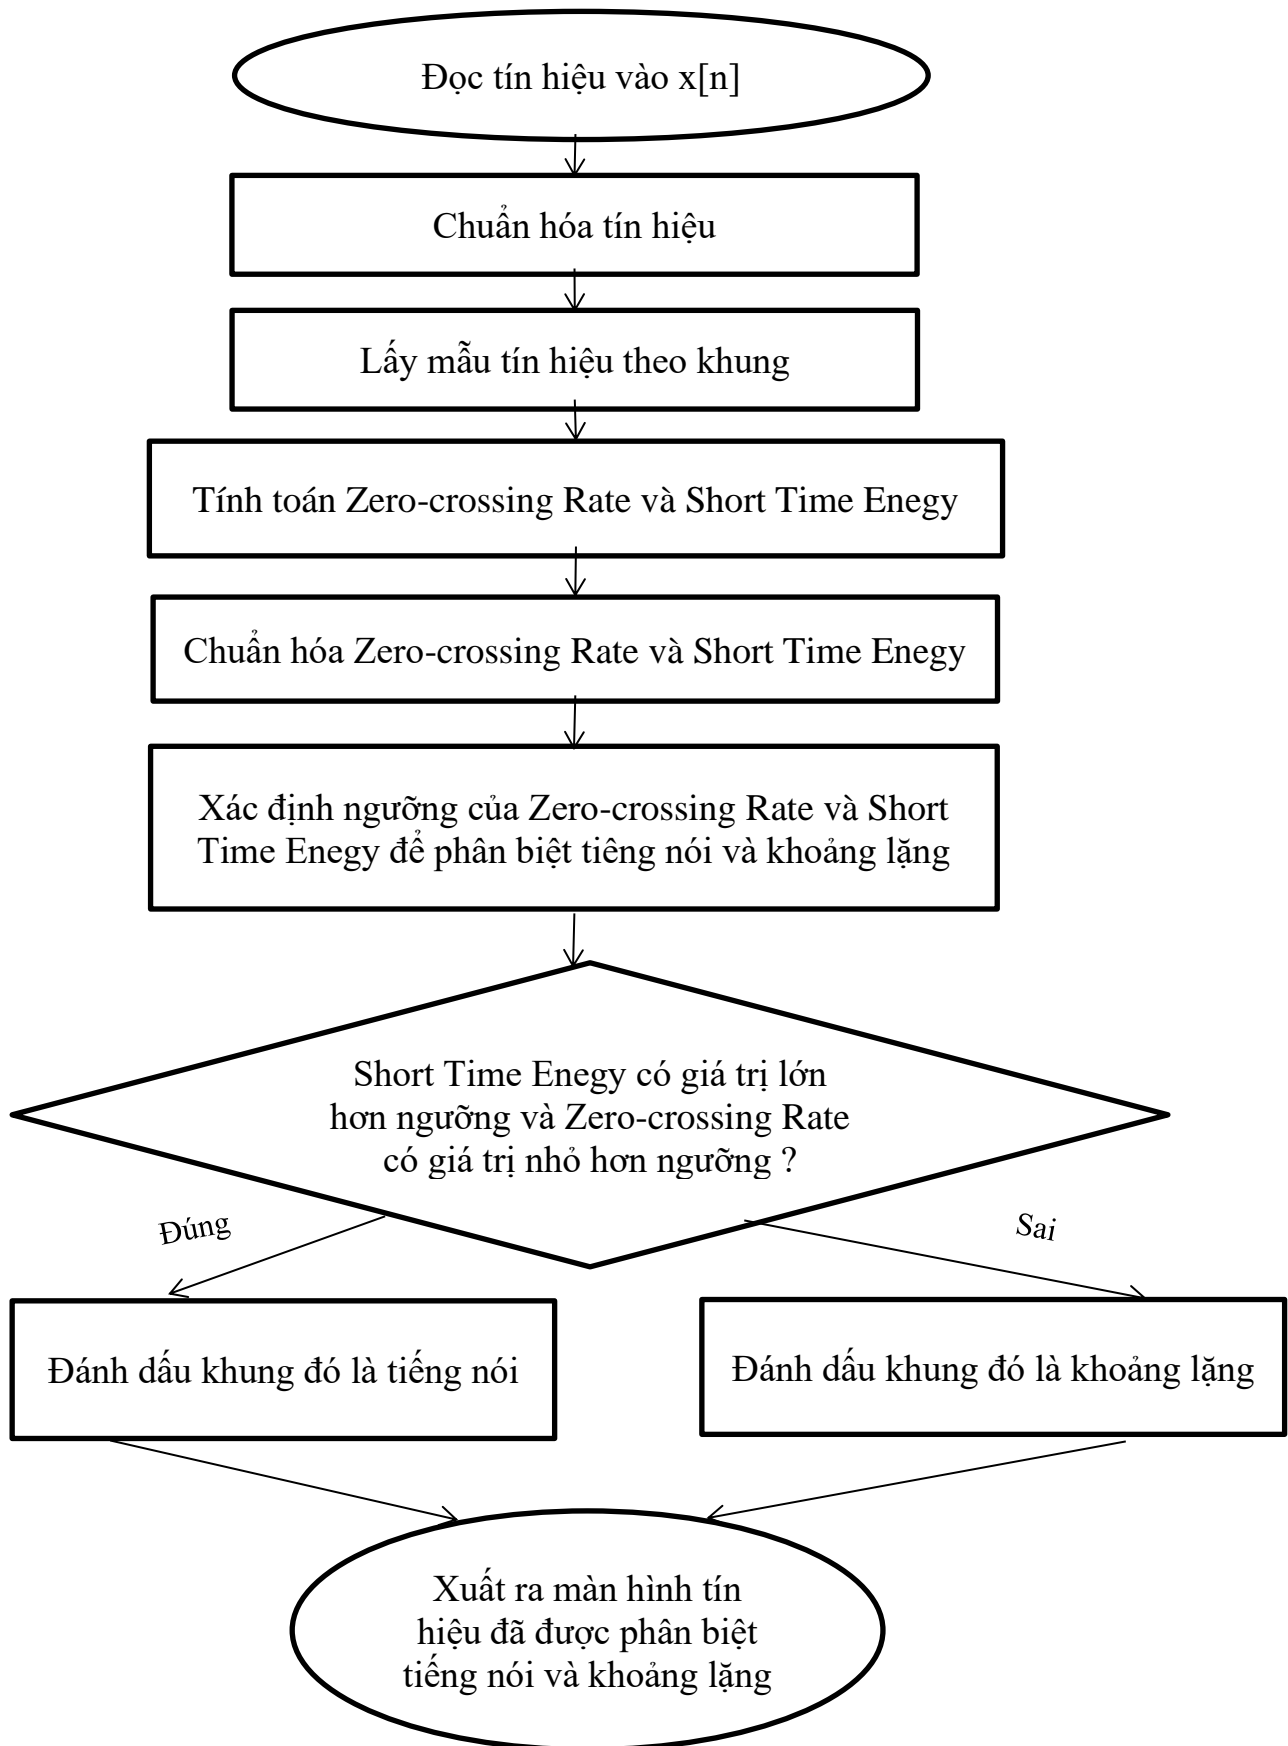 Đọc tín hiệu vào x[n]
Chuẩn hóa tín hiệu
Lấy mẫu tín hiệu theo khung
Tính toán Zero-crossing Rate và Short Time Enegy
Chuẩn hóa Zero-crossing Rate và Short Time Enegy
Xác định ngưỡng của Zero-crossing Rate và Short
Time Enegy để phân biệt tiêng nói và khoảng lặng
Short Time Enegy có giá trị lớn
hơn ngưỡng và Zero-crossing Rate
có giá trị nhỏ hơn ngưỡng ?
Đúng
Sai
Đánh dấu khung đó là tiếng nói
Đánh dấu khung đó là khoảng lặng
Xuất ra màn hình tín
hiệu đã được phân biệt
tiếng nói và khoảng lặng